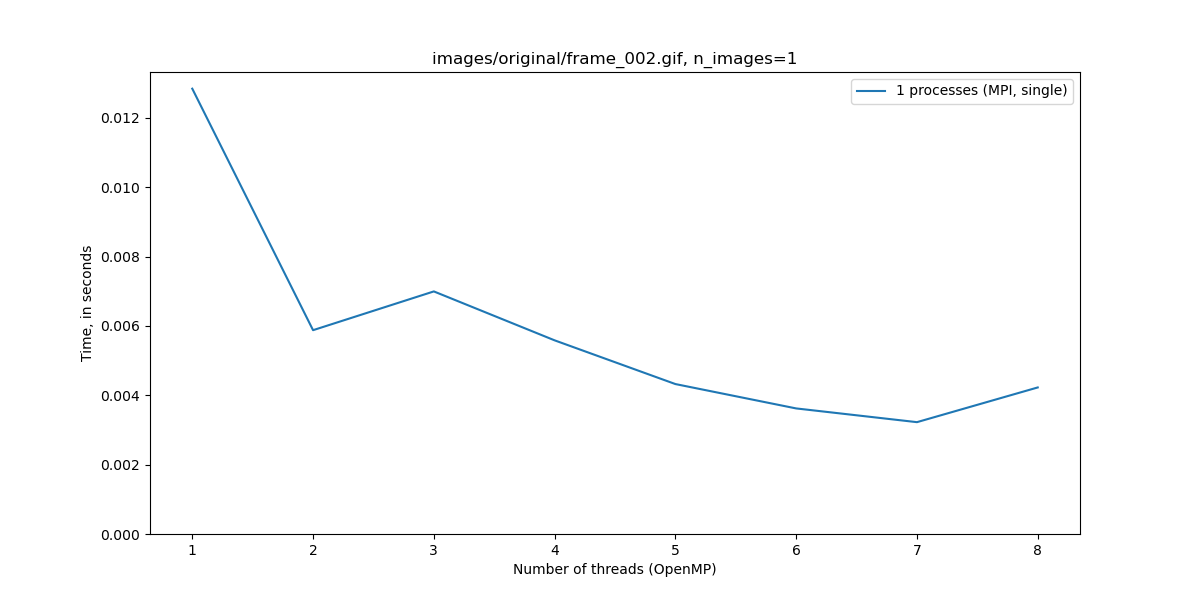 images/original/frame_002.gif, n_images=1
1 processes (MPI, single)
Time, in seconds
0.012
0.010
0.008
0.006
0.004
0.002
0.000
1 2 3 4 5 6 7 8
Number of threads (OpenMP)